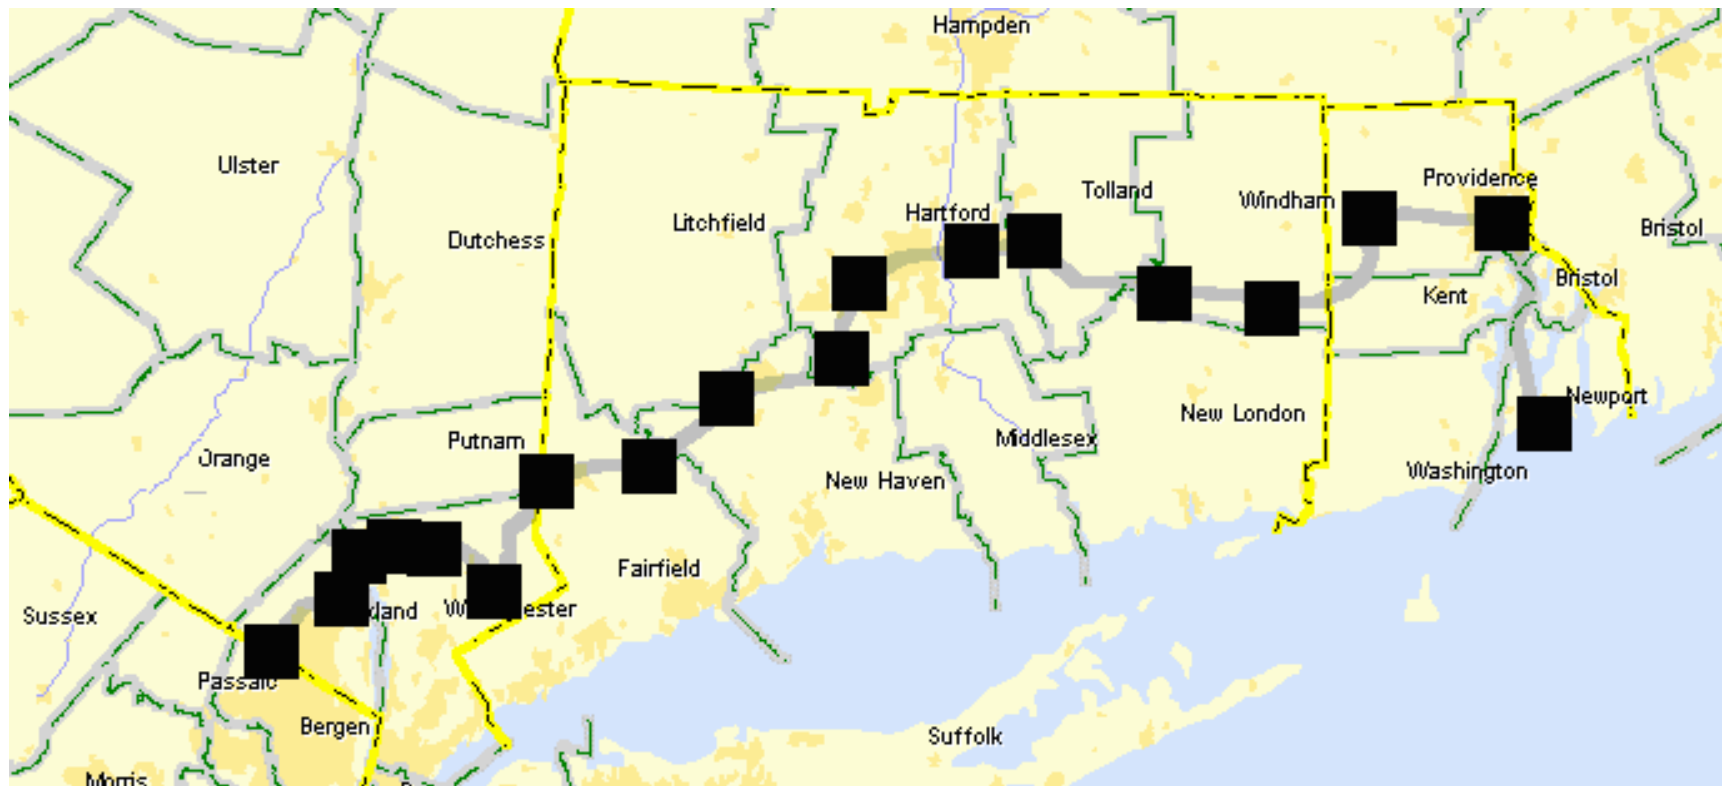 Hampden
Ulster
Tolland
Providence
Windham
Hartford
Litchfield
Bristol
Dutchess
Bristol
Kent
Newport
New London
Putnam
Middlesex
Orange
Washington
New Haven
Fairfield
Sussex
Passaic
Bergen
Suffolk
Morris